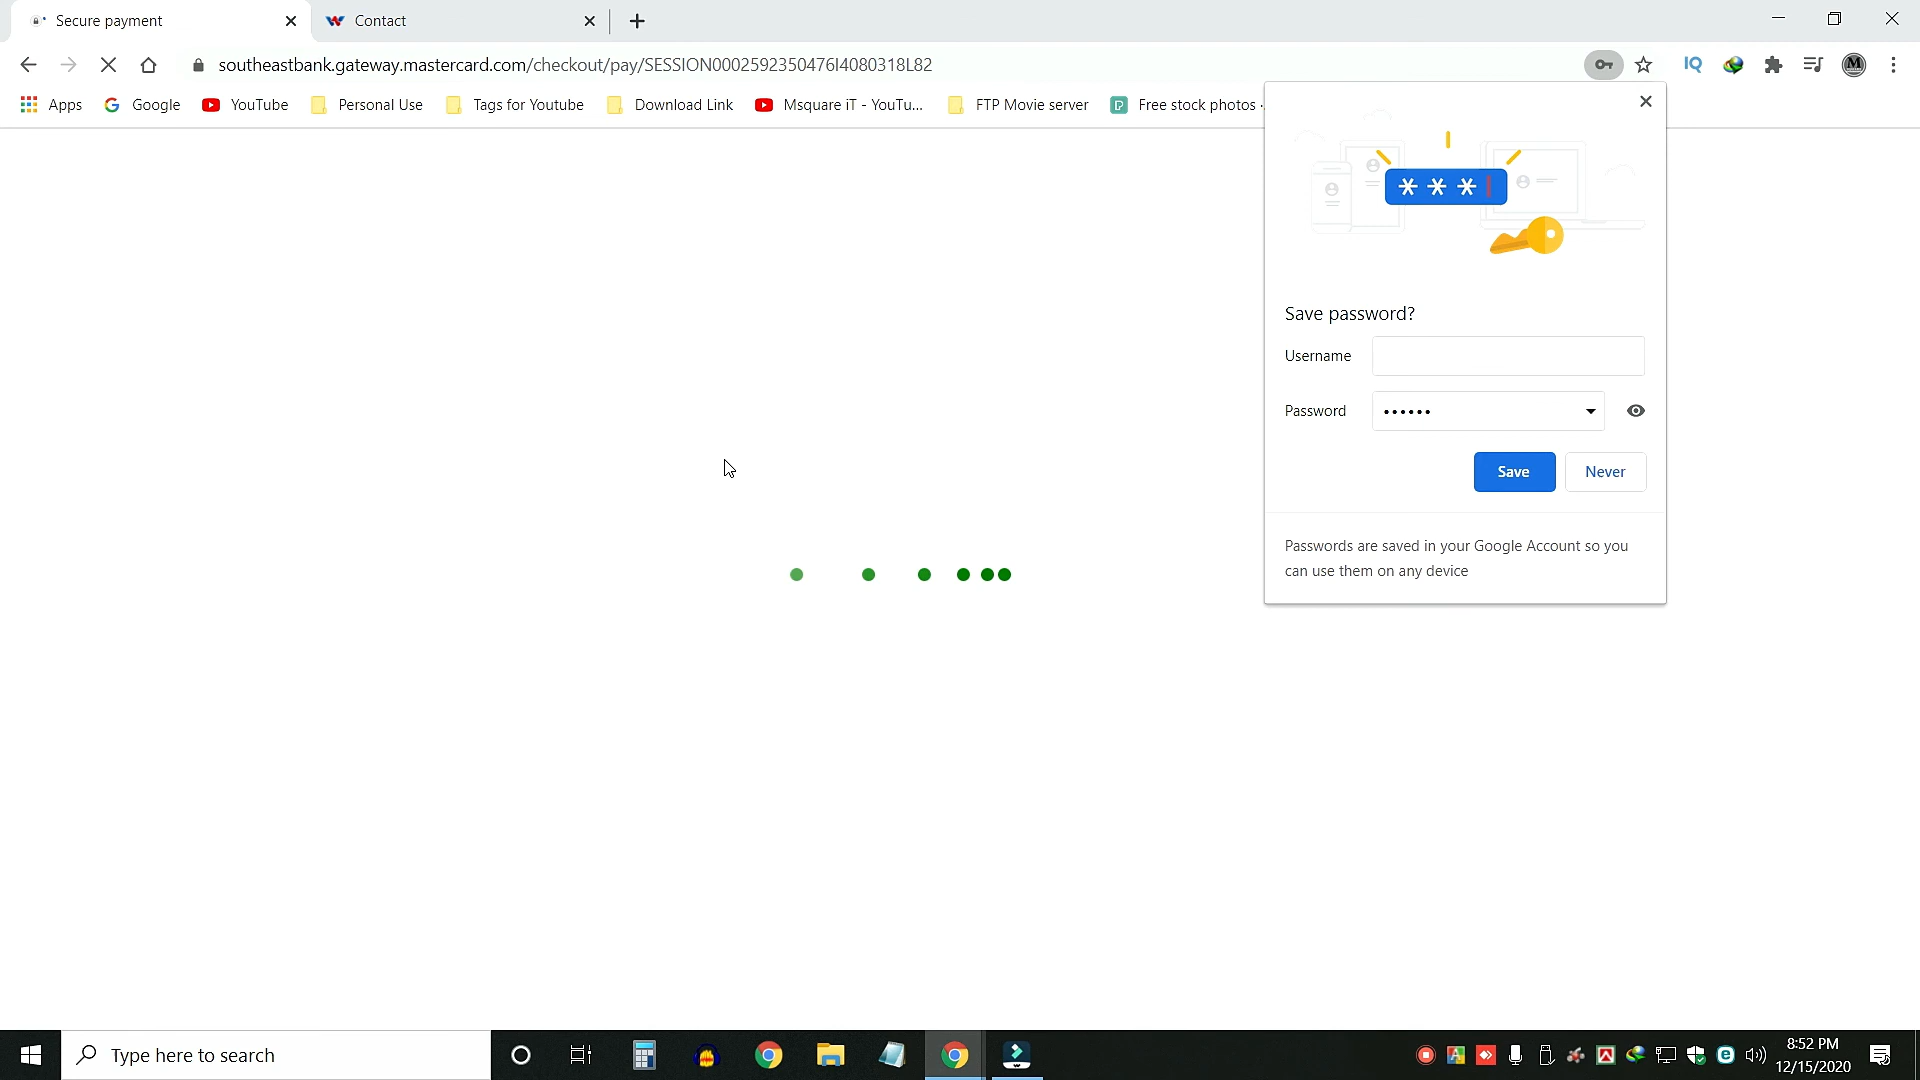 Secure payment
Contact
southeastbank.gateway.mastercard.com/checkout/pay/SESSION0002592350476I4080318L82
IQ
M
Apps
Google
YouTube
Personal Use
Tags for Youtube
Download Link
Msquare iT - YouTu...
FTP Movie server
Free stock photos ·
* * *
Save password?
Username
Password
••••••
Save
Never
Passwords are saved in your Google Account so you
can use them on any device
Type here to search
8:52 PM
12/15/2020